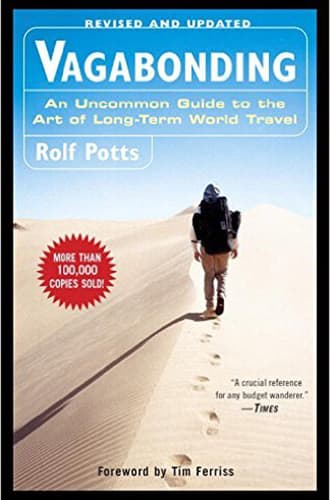 REVISED AND UPDATED
VAGABONDING
An Uncommon Guide to the
Art of Long-Term World Travel
Rolf Potts
MORE THAN
100,000
COPIES SOLD!
"A crucial reference
for any budget wanderer."
—TIMES
Foreword by Tim Ferriss